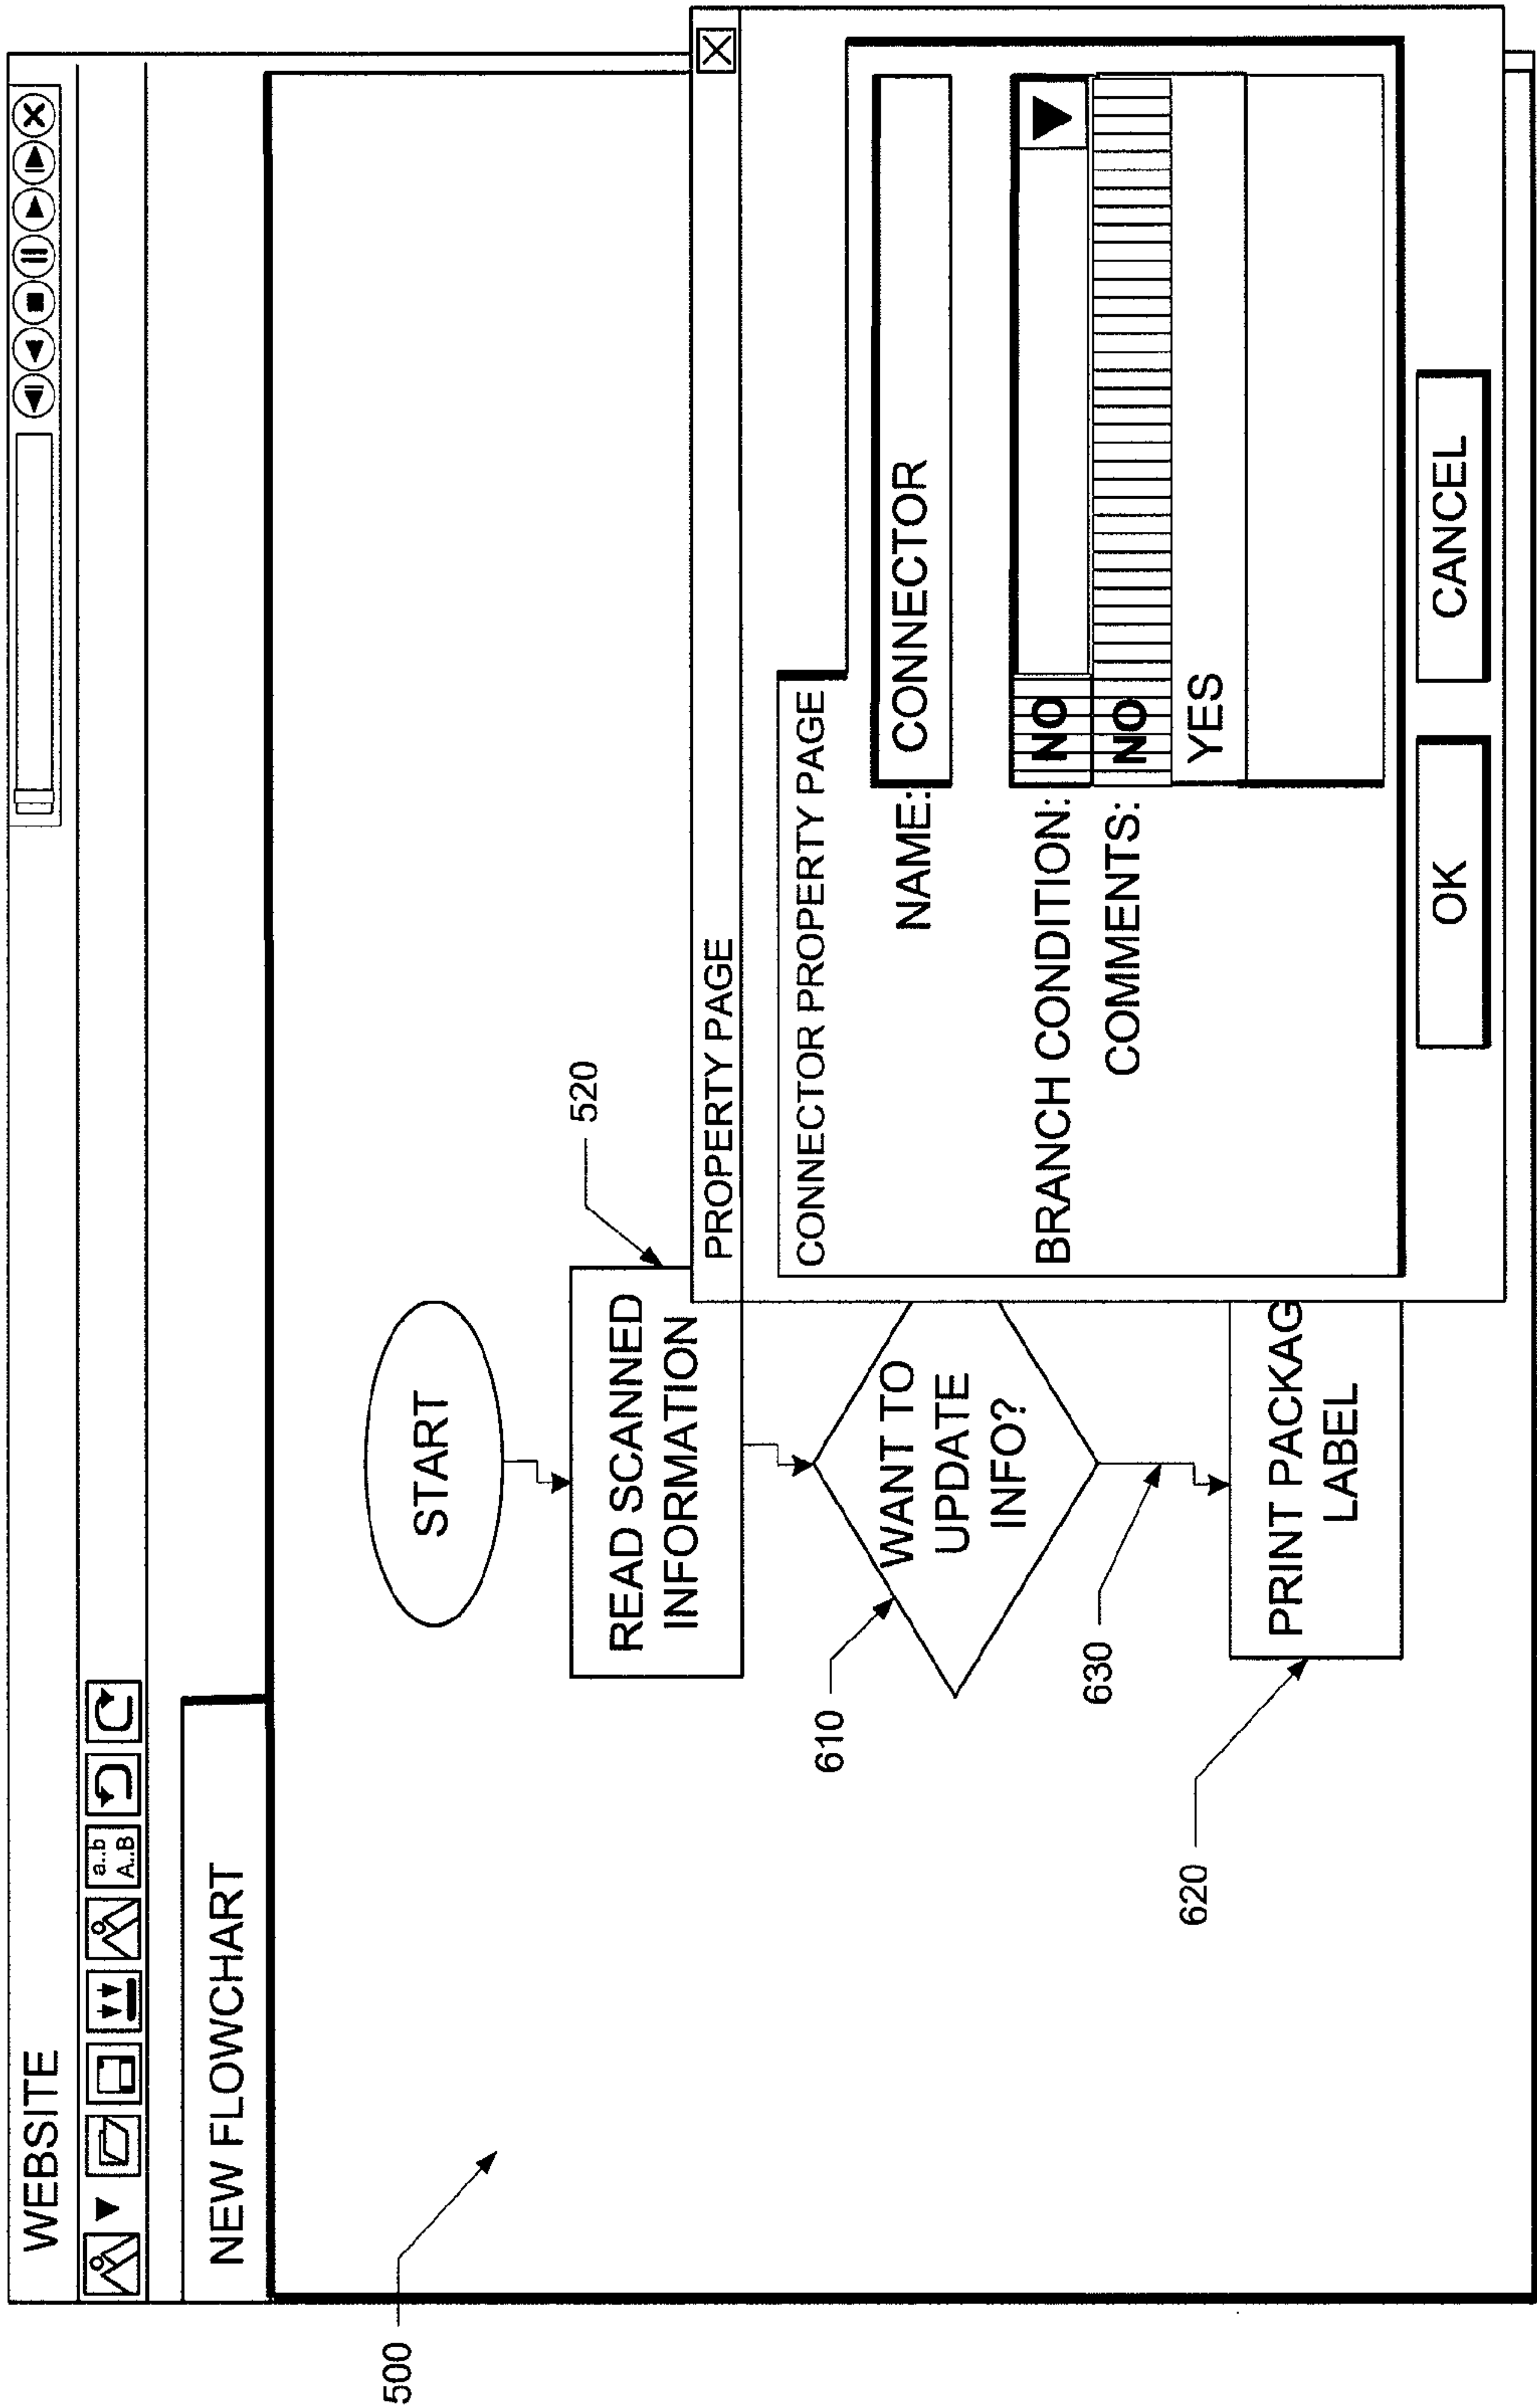 WEBSITE
a..b
A..B
NEW FLOWCHART
500
START
520
READ SCANNED
INFORMATION
610
WANT TO
UPDATE
INFO?
630
620
PRINT PACKAG
LABEL
PROPERTY PAGE
CONNECTOR PROPERTY PAGE
NAME: CONNECTOR
BRANCH CONDITION: NO
COMMENTS: NO
YES
OK CANCEL